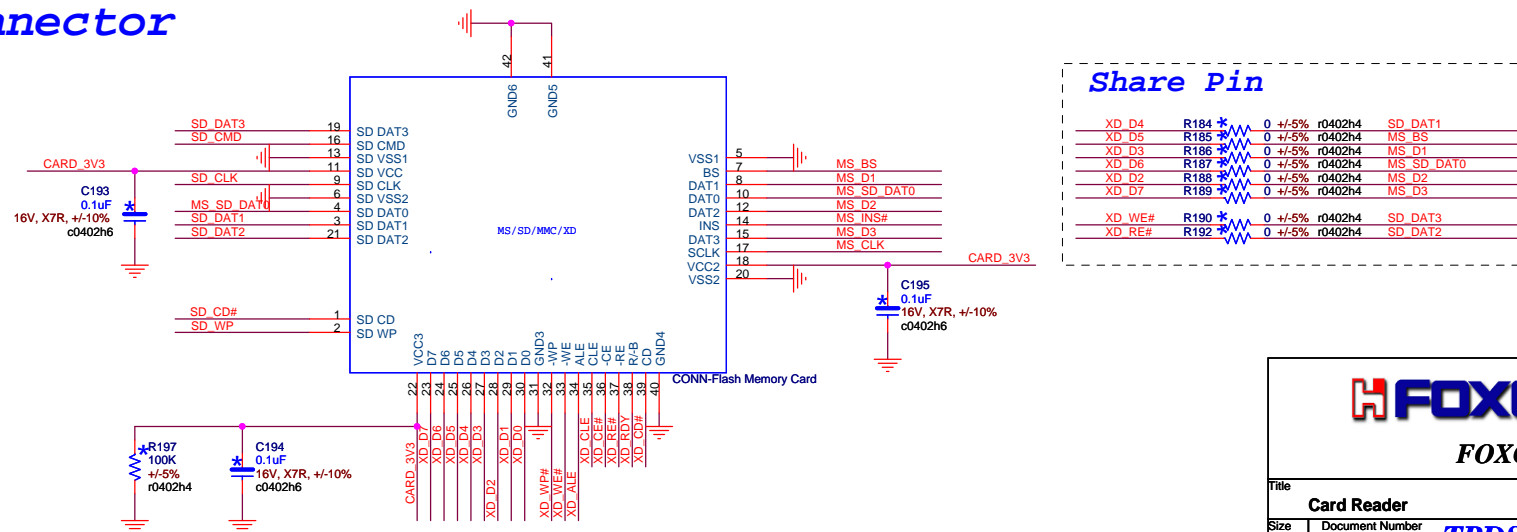 nnector
42
41
GND6
GND5
SD_DAT3 19 SD DAT3
SD_CMD 16 SD CMD
13 SD VSS1
CARD_3V3 11 SD VCC
SD_CLK 9 SD CLK
6 SD VSS2
MS_SD_DAT0 4 SD DAT0
SD_DAT1 3 SD DAT1
SD_DAT2 21 SD DAT2
SD_CD# 1 SD CD
SD_WP 2 SD WP
C193
0.1uF
16V, X7R, +/-10%
c0402h6
MS/SD/MMC/XD
VSS1 5
BS 7 MS_BS
DAT1 8 MS_D1
DAT0 10 MS_SD_DAT0
DAT2 12 MS_D2
INS 14 MS_INS#
DAT3 15 MS_D3
SCLK 17 MS_CLK
VCC2 18 CARD_3V3
VSS2 20
C195
0.1uF
16V, X7R, +/-10%
c0402h6
VCC3 22 CARD_3V3
D7 23 XD_D7
D6 24 XD_D6
D5 25 XD_D5
D4 26 XD_D4
D3 27 XD_D3
D2 28 XD_D2
D1 29 XD_D1
D0 30 XD_D0
GND3 31
-WP 32 XD_WP#
-WE 33 XD_WE#
ALE 34 XD_ALE
CLE 35 XD_CLE
-CE 36 XD_CE#
-RE 37 XD_RE#
R/-B 38 XD_RDY
CD 39 XD_CD#
GND4 40
CONN-Flash Memory Card
R197
100K
+/-5%
r0402h4
C194
0.1uF
16V, X7R, +/-10%
c0402h6
Share Pin
XD_D4 R184 * 0 +/-5% r0402h4 SD_DAT1
XD_D5 R185 * 0 +/-5% r0402h4 MS_BS
XD_D3 R186 * 0 +/-5% r0402h4 MS_D1
XD_D6 R187 * 0 +/-5% r0402h4 MS_SD_DAT0
XD_D2 R188 * 0 +/-5% r0402h4 MS_D2
XD_D7 R189 * 0 +/-5% r0402h4 MS_D3
XD_WE# R190 * 0 +/-5% r0402h4 SD_DAT3
XD_RE# R192 * 0 +/-5% r0402h4 SD_DAT2
FOX
FOX
Title
Card Reader
Size Document Number